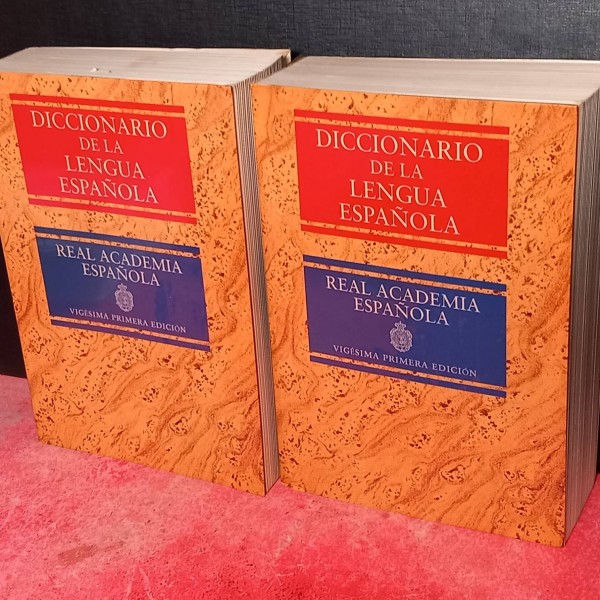 DICCIONARIO
DE LA
LENGUA
ESPAÑOLA
REAL ACADEMIA
ESPAÑOLA
VIGÉSIMA PRIMERA EDICIÓN
DICCIONARIO
DE LA
LENGUA
ESPAÑOLA
REAL ACADEMIA
ESPAÑOLA
VIGÉSIMA PRIMERA EDICIÓN